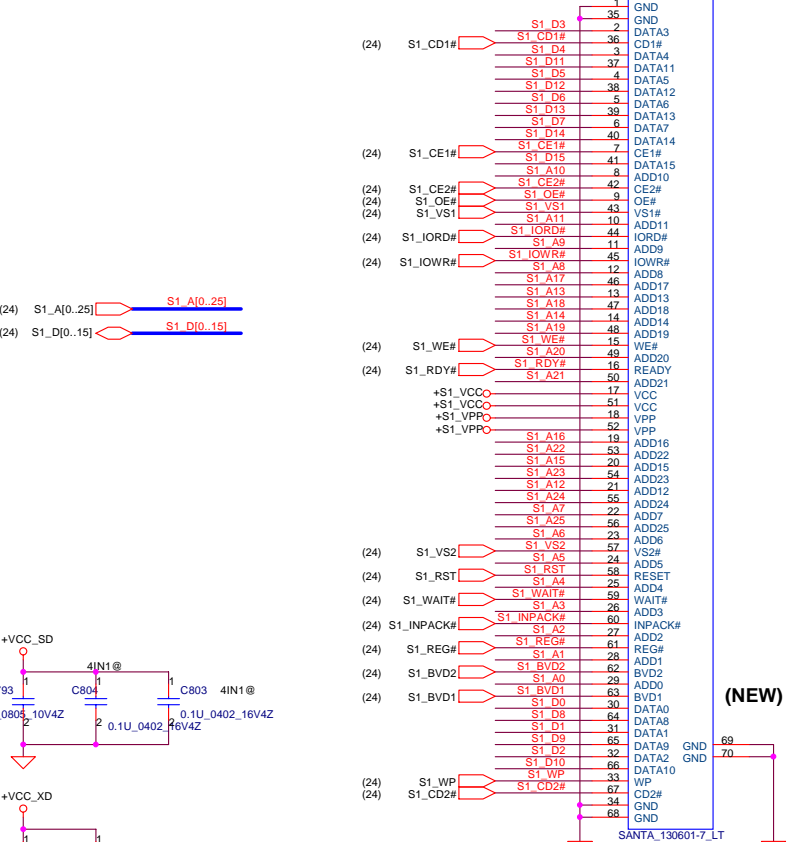 1 GND
35 GND
S1_D3 2 DATA3
(24) S1_CD1# S1_CD1# 36 CD1#
S1_D4 3 DATA4
S1_D11 37 DATA11
S1_D5 4 DATA5
S1_D12 38 DATA12
S1_D6 5 DATA6
S1_D13 39 DATA13
S1_D7 6 DATA7
S1_D14 40 DATA14
(24) S1_CE1# S1_CE1# 7 CE1#
S1_D15 41 DATA15
S1_A10 8 ADD10
(24) S1_CE2# S1_CE2# 42 CE2#
(24) S1_OE# S1_OE# 9 OE#
(24) S1_VS1 S1_VS1 43 VS1#
S1_A11 10 ADD11
(24) S1_IORD# S1_IORD# 44 IORD#
S1_A9 11 ADD9
(24) S1_IOWR# S1_IOWR# 45 IOWR#
S1_A8 12 ADD8
S1_A17 46 ADD17
S1_A13 13 ADD13
(24) S1_A[0..25] S1_A[0..25]
S1_A18 47 ADD18
S1_A14 14 ADD14
(24) S1_D[0..15] S1_D[0..15]
S1_A19 48 ADD19
(24) S1_WE# S1_WE# 15 WE#
S1_A20 49 ADD20
(24) S1_RDY# S1_RDY# 16 READY
S1_A21 50 ADD21
+S1_VCC 17 VCC
+S1_VCC 51 VCC
+S1_VPP 18 VPP
+S1_VPP 52 VPP
S1_A16 19 ADD16
S1_A22 53 ADD22
S1_A15 20 ADD15
S1_A23 54 ADD23
S1_A12 21 ADD12
S1_A24 55 ADD24
S1_A7 22 ADD7
S1_A25 56 ADD25
S1_A6 23 ADD6
(24) S1_VS2 S1_VS2 57 VS2#
S1_A5 24 ADD5
(24) S1_RST S1_RST 58 RESET
S1_A4 25 ADD4
(24) S1_WAIT# S1_WAIT# 59 WAIT#
S1_A3 26 ADD3
(24) S1_INPACK# S1_INPACK# 60 INPACK#
S1_A2 27 ADD2
(24) S1_REG# S1_REG# 61 REG#
S1_A1 28 ADD1
(24) S1_BVD2 S1_BVD2 62 BVD2
S1_A0 29 ADD0
(24) S1_BVD1 S1_BVD1 63 BVD1
S1_D0 30 DATA0
S1_D8 64 DATA8
S1_D1 31 DATA1
S1_D9 65 DATA9 GND 69
S1_D2 32 DATA2 GND 70
S1_D10 66 DATA10
(24) S1_WP S1_WP 33 WP
(24) S1_CD2# S1_CD2# 67 CD2#
34 GND
68 GND
SANTA_130601-7_LT
(NEW)
+VCC_SD
4IN1@
1 1 1
C804 C803 4IN1@
0805_10V4Z 0.1U_0402_16V4Z 0.1U_0402_16V4Z
2 2 2
+VCC_XD
1 1